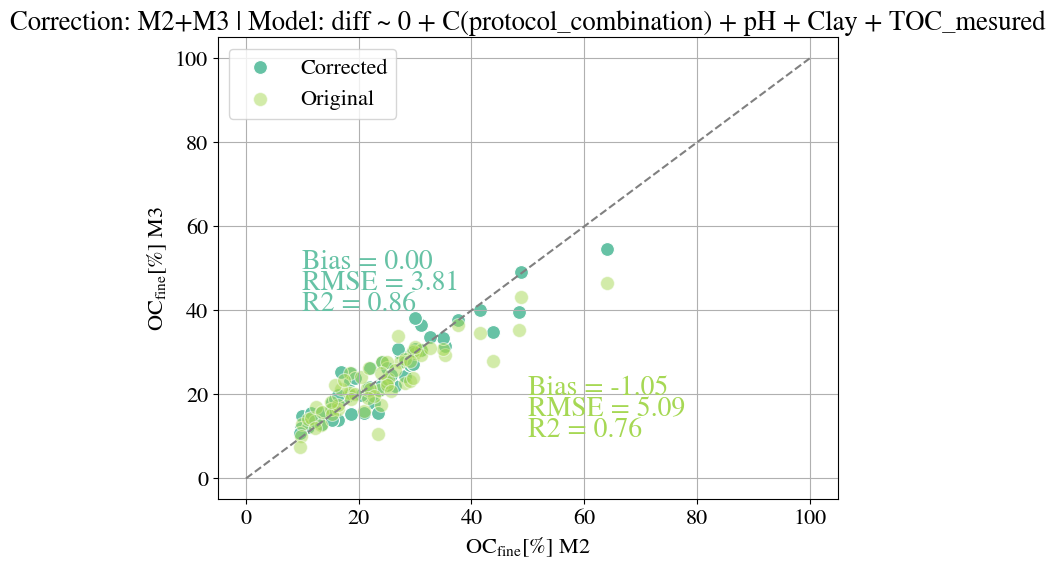 Correction: M2+M3 | Model: diff ~ 0 + C(protocol_combination) + pH + Clay + TOC_mesured
Corrected
Original
100
80
60
40
20
0
OC_fine[%] M3
Bias = 0.00
RMSE = 3.81
R2 = 0.86
Bias = -1.05
RMSE = 5.09
R2 = 0.76
0 20 40 60 80 100
OC_fine[%] M2